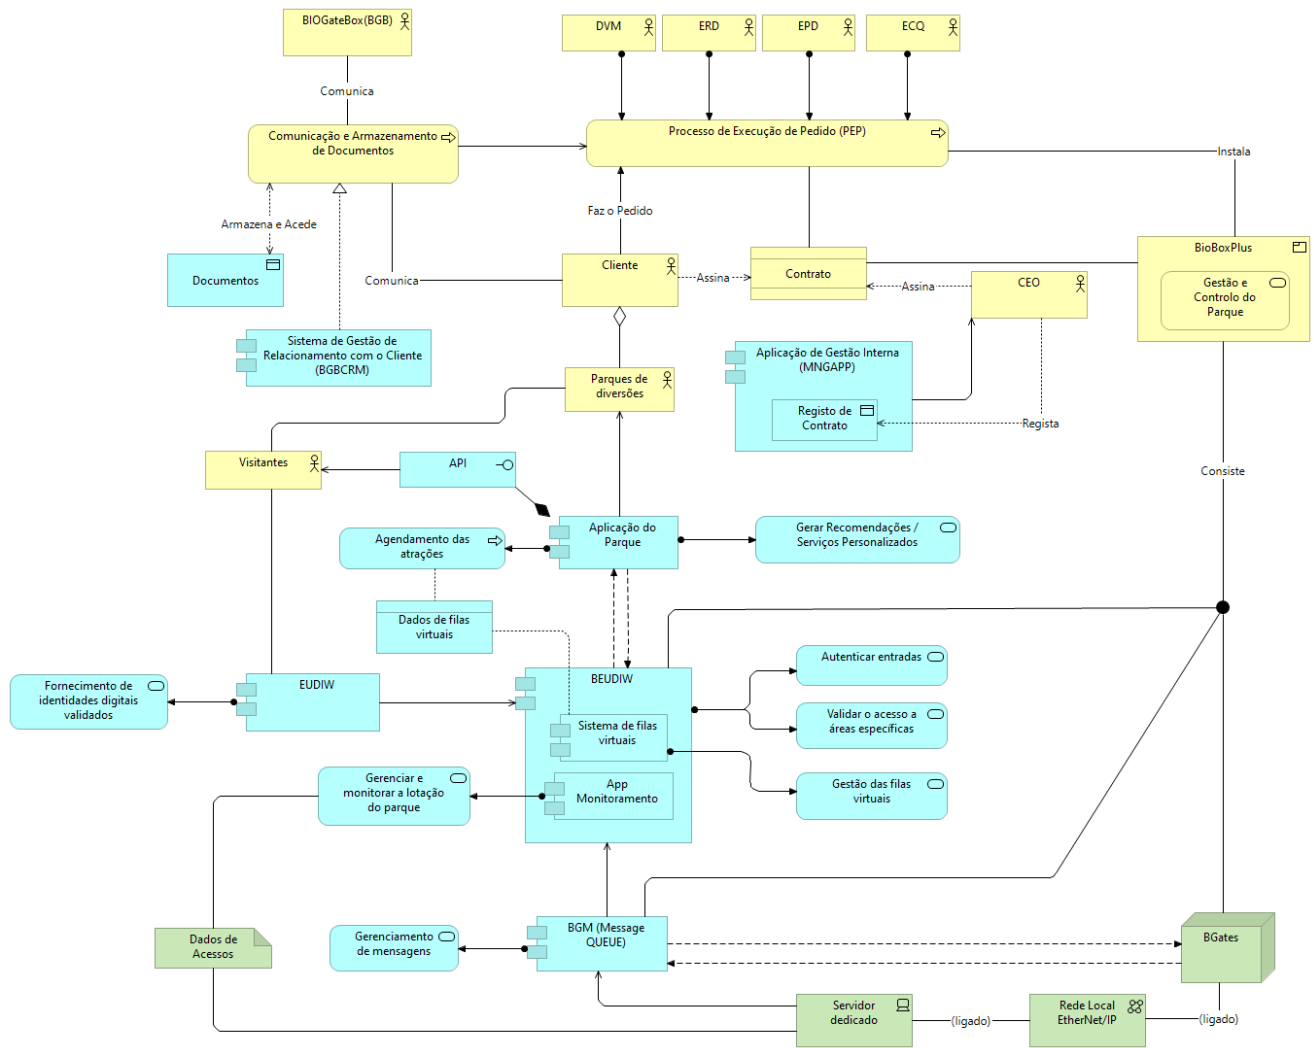 BIOGateBox(BGB)
DVM
ERD
EPD
ECQ
Comunica
Comunicação e Armazenamento
de Documentos
Processo de Execução de Pedido (PEP)
Instala
Faz o Pedido
Armazena e Acede
Documentos
Comunica
Cliente
Assina
Contrato
Assina
CEO
BioBoxPlus
Gestão e
Controlo do
Parque
Sistema de Gestão de
Relacionamento com o Cliente
(BGBCRM)
Aplicação de Gestão Interna
(MNGAPP)
Registo de
Contrato
Regista
Parques de
diversões
Visitantes
API
Consiste
Agendamento das
atrações
Aplicação do
Parque
Gerar Recomendações /
Serviços Personalizados
Dados de filas
virtuais
Fornecimento de
identidades digitais
validados
EUDIW
BEUDIW
Autenticar entradas
Sistema de filas
virtuais
Validar o acesso a
áreas específicas
Gerenciar e
monitorar a lotação
do parque
App
Monitoramento
Gestão das filas
virtuais
Dados de
Acessos
Gerenciamento
de mensagens
BGM (Message
QUEUE)
BGates
Servidor
dedicado
(ligado)
Rede Local
EtherNet/IP
(ligado)